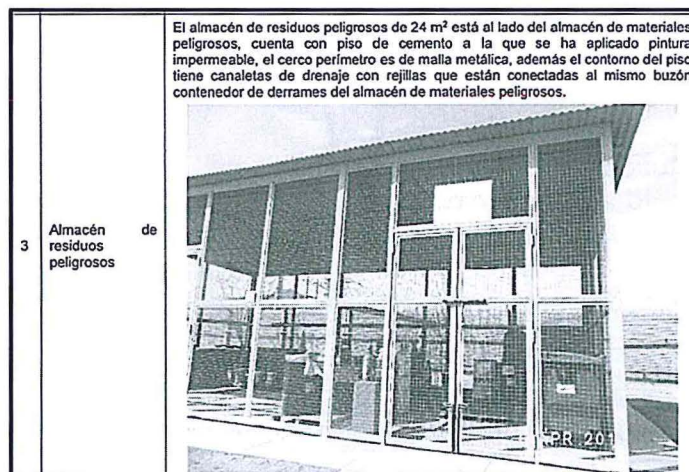 El almacén de residuos peligrosos de 24 m² está al lado del almacén de materiales
peligrosos, cuenta con piso de cemento a la que se ha aplicado pintura
impermeable, el cerco perímetro es de malla metálica, además el contorno del piso
tiene canaletas de drenaje con rejillas que están conectadas al mismo buzón
contenedor de derrames del almacén de materiales peligrosos.
3
Almacén de
residuos
peligrosos
APR 201